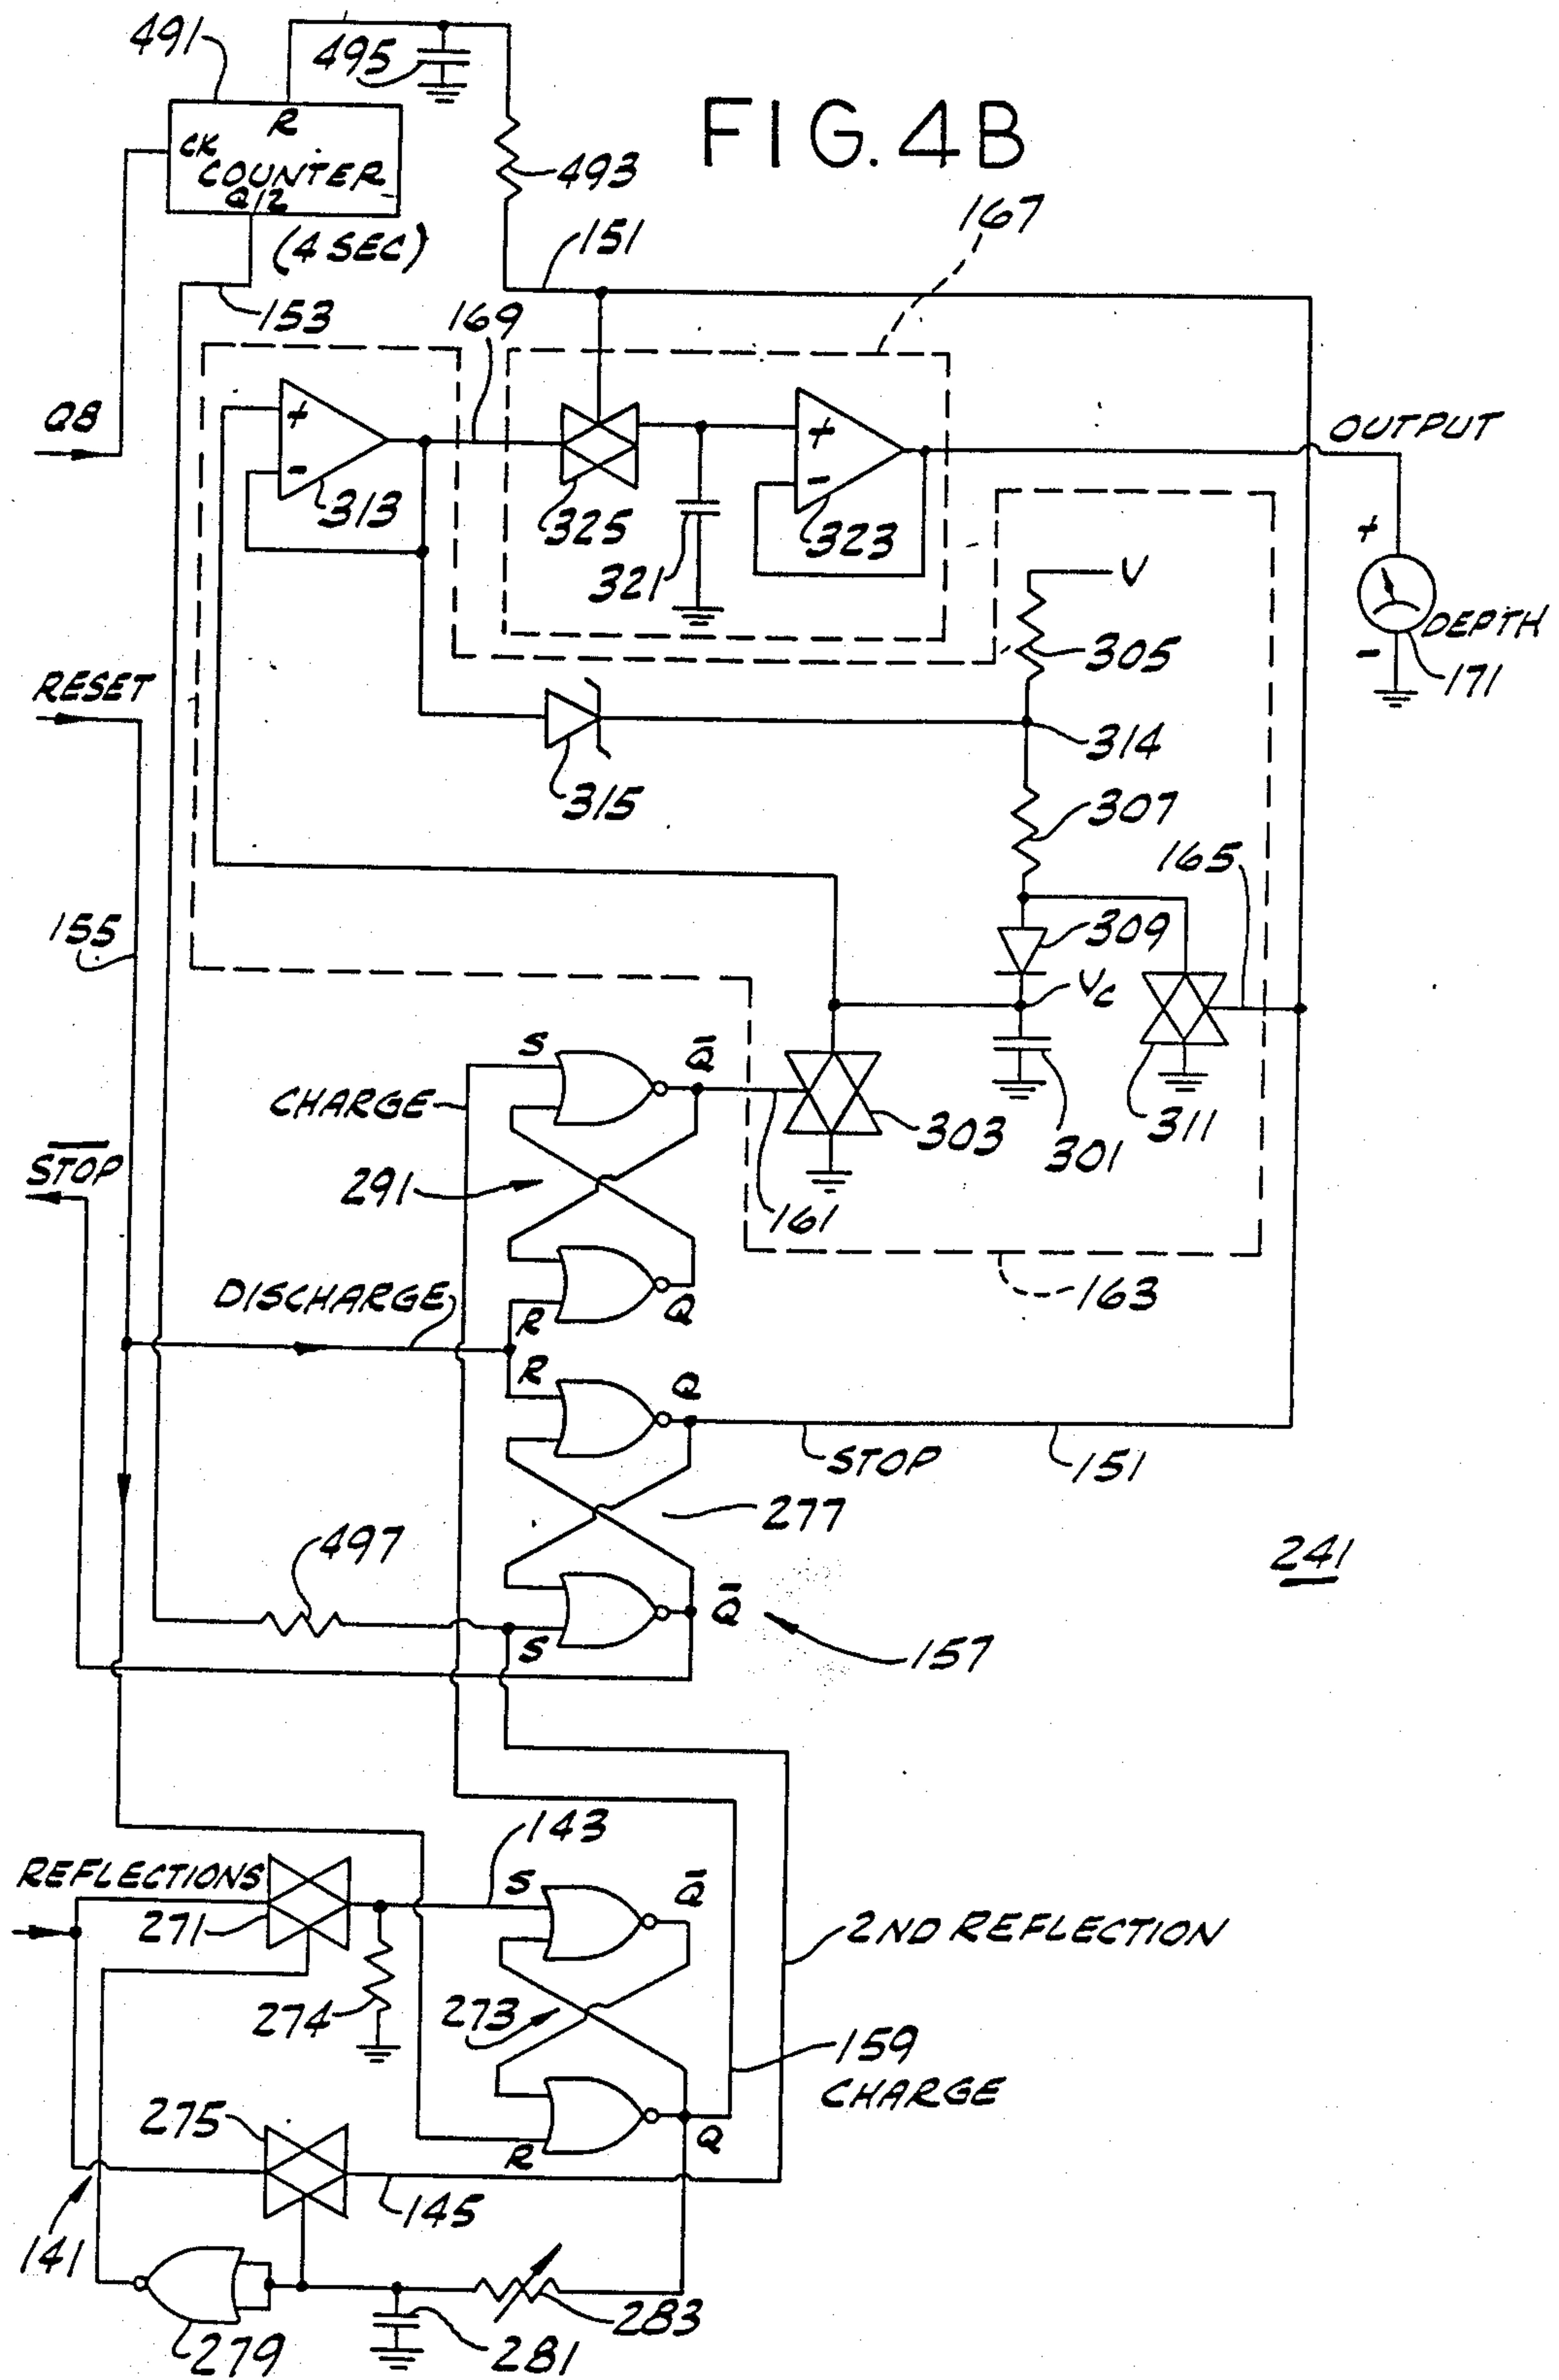 491
495
FIG. 4B
R
CK
COUNTER
Q12
(4 SEC)
493
167
151
153
169
Q8
+
-
313
325
321
+
-
323
OUTPUT
V
+
DEPTH
-
171
305
RESET
314
315
307
165
155
309
VC
S
Q̅
CHARGE
303
301
311
STOP̅
291
161
163
DISCHARGE
R
Q
R
Q
STOP
151
277
497
241
Q̅
S
157
143
REFLECTIONS
S
Q̅
271
2ND REFLECTION
274
273
159
CHARGE
275
R
Q
145
141
283
279
281